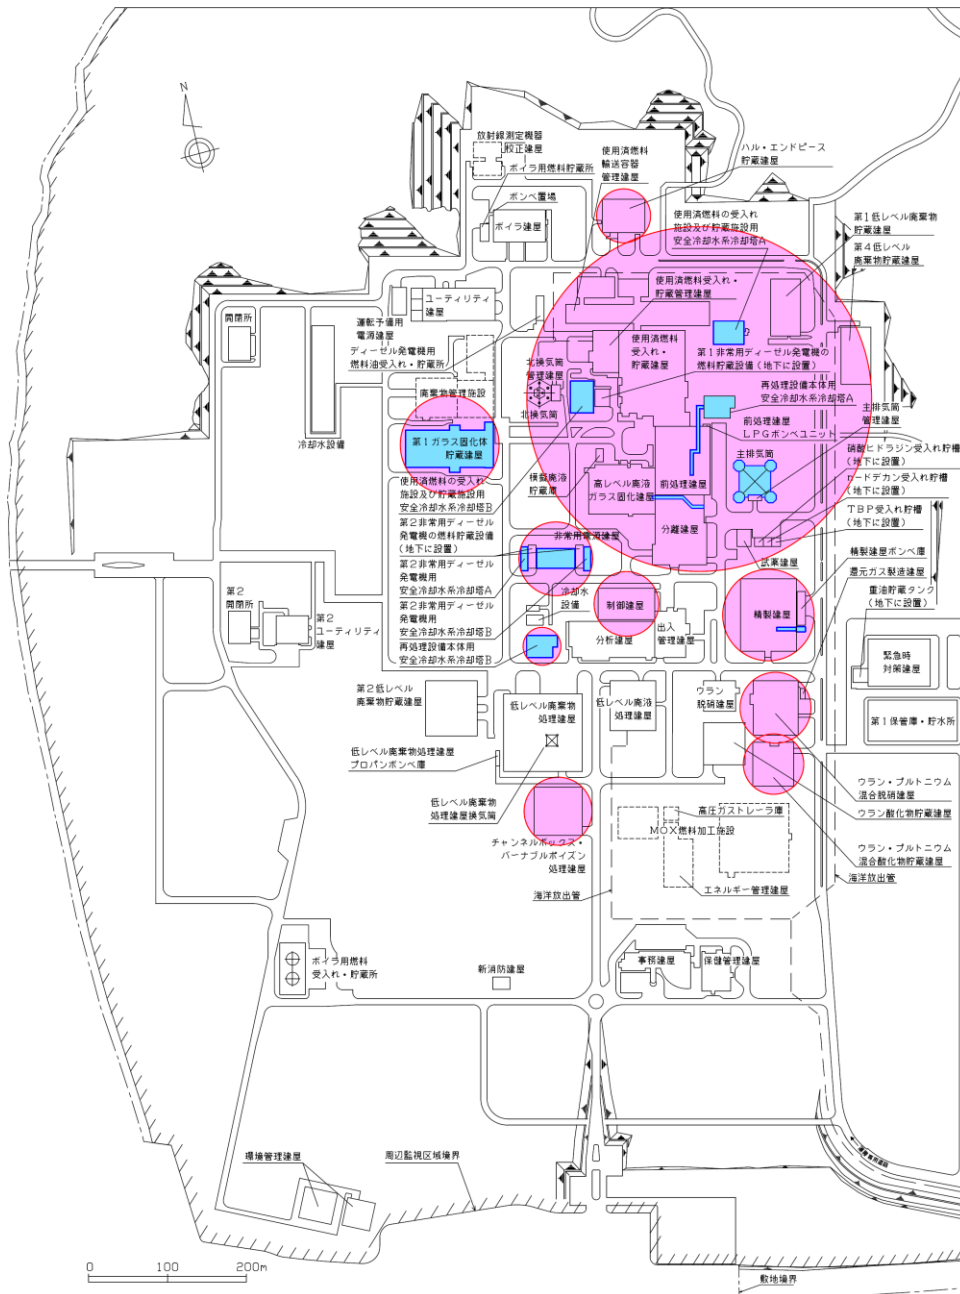 N
放射線測定機器
校正建屋
ボイラ用燃料貯蔵所
ボンベ置場
ボイラ建屋
使用済燃料
輸送容器
管理建屋
ハル・エンドピース
貯蔵建屋
使用済燃料の受入れ
施設及び貯蔵施設用
安全冷却水系冷却塔A
第1低レベル廃棄物
貯蔵建屋
第4低レベル
廃棄物貯蔵建屋
使用済燃料受入れ・
貯蔵管理建屋
ユーティリティ
建屋
開閉所
運転予備用
電源建屋
ディーゼル発電機用
燃料油受入れ・貯蔵所
使用済燃料
受入れ・
貯蔵建屋
第1非常用ディーゼル発電機の
燃料貯蔵設備(地下に設置)
北換気筒
管理建屋
廃棄物管理施設
北換気筒
再処理設備本体用
安全冷却水系冷却塔A
主排気筒
管理建屋
前処理建屋
LPGボンベユニット
冷却水設備
第1ガラス固化体
貯蔵建屋
主排気筒
硝酸ヒドラジン受入れ貯槽
(地下に設置)
n-ドデカン受入れ貯槽
(地下に設置)
TBP受入れ貯槽
(地下に設置)
模擬廃液
貯蔵庫
高レベル廃液
ガラス固化建屋
前処理建屋
使用済燃料の受入れ
施設及び貯蔵施設用
安全冷却水系冷却塔B
第2非常用ディーゼル
発電機の燃料貯蔵設備
(地下に設置)
非常用電源建屋
分離建屋
試薬建屋
精製建屋ボンベ庫
還元ガス製造建屋
重油貯蔵タンク
(地下に設置)
第2非常用ディーゼル
発電機用
安全冷却水系冷却塔A
第2非常用ディーゼル
発電機用
安全冷却水系冷却塔B
再処理設備本体用
安全冷却水系冷却塔B
冷却水
設備
制御建屋
分析建屋
出入
管理建屋
精製建屋
第2
開閉所
第2
ユーティリティ
建屋
緊急時
対策建屋
第1保管庫・貯水所
第2低レベル
廃棄物貯蔵建屋
低レベル廃棄物
処理建屋
低レベル廃液
処理建屋
ウラン
脱硝建屋
低レベル廃棄物処理建屋
プロパンボンベ庫
低レベル廃棄物
処理建屋換気筒
ウラン・プルトニウム
混合脱硝建屋
ウラン酸化物貯蔵建屋
高圧ガストレーラ庫
MOX燃料加工施設
チャンネルボックス・
バーナブルポイズン
処理建屋
ウラン・プルトニウム
混合酸化物貯蔵建屋
海洋放出管
エネルギー管理建屋
海洋放出管
ボイラ用燃料
受入れ・貯蔵所
新消防建屋
事務建屋
保健管理建屋
環境管理建屋
周辺監視区域境界
0 100 200m
敷地境界